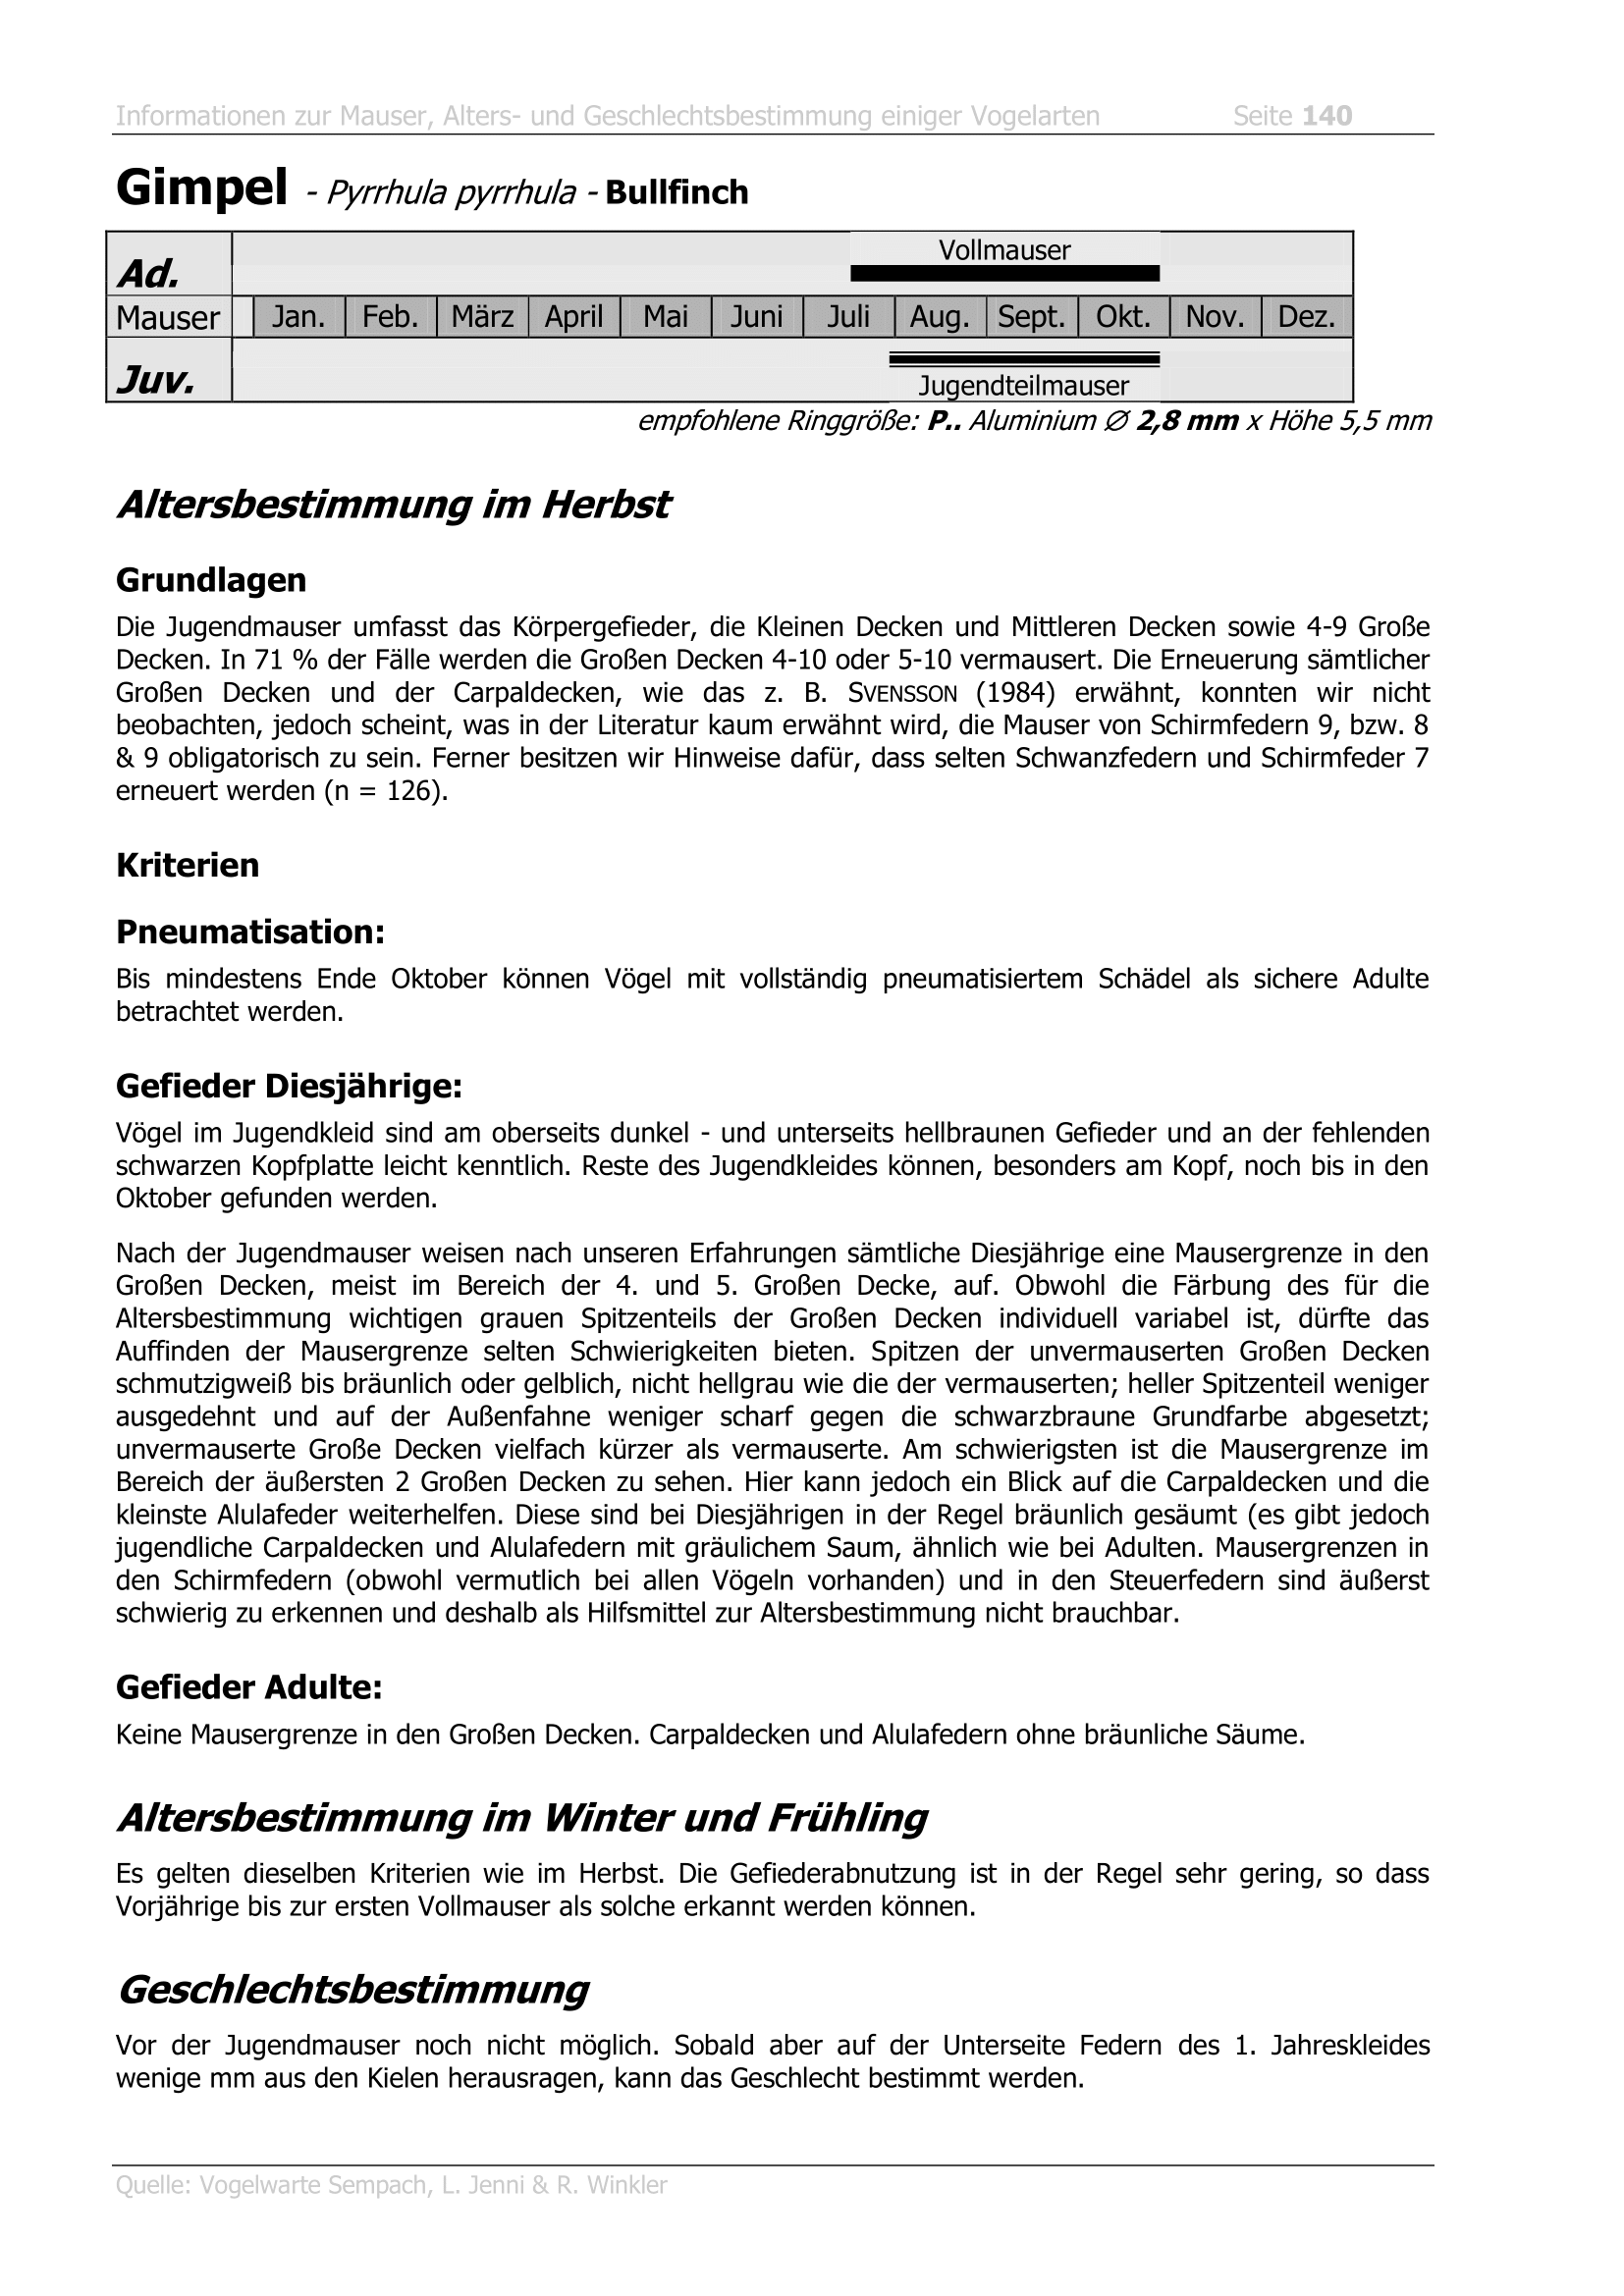 Informationen zur Mauser, Alters- und Geschlechtsbestimmung einiger Vogelarten Seite 140
Gimpel - Pyrrhula pyrrhula - Bullfinch
Vollmauser
Ad.
Mauser Jan. Feb. März April Mai Juni Juli Aug. Sept. Okt. Nov. Dez.
Juv.
Jugendteilmauser
empfohlene Ringgröße: P.. Aluminium ∅ 2,8 mm x Höhe 5,5 mm
Altersbestimmung im Herbst
Grundlagen
Die Jugendmauser umfasst das Körpergefieder, die Kleinen Decken und Mittleren Decken sowie 4-9 Große
Decken. In 71 % der Fälle werden die Großen Decken 4-10 oder 5-10 vermausert. Die Erneuerung sämtlicher
Großen Decken und der Carpaldecken, wie das z. B. SVENSSON (1984) erwähnt, konnten wir nicht
beobachten, jedoch scheint, was in der Literatur kaum erwähnt wird, die Mauser von Schirmfedern 9, bzw. 8
& 9 obligatorisch zu sein. Ferner besitzen wir Hinweise dafür, dass selten Schwanzfedern und Schirmfeder 7
erneuert werden (n = 126).
Kriterien
Pneumatisation:
Bis mindestens Ende Oktober können Vögel mit vollständig pneumatisiertem Schädel als sichere Adulte
betrachtet werden.
Gefieder Diesjährige:
Vögel im Jugendkleid sind am oberseits dunkel - und unterseits hellbraunen Gefieder und an der fehlenden
schwarzen Kopfplatte leicht kenntlich. Reste des Jugendkleides können, besonders am Kopf, noch bis in den
Oktober gefunden werden.
Nach der Jugendmauser weisen nach unseren Erfahrungen sämtliche Diesjährige eine Mausergrenze in den
Großen Decken, meist im Bereich der 4. und 5. Großen Decke, auf. Obwohl die Färbung des für die
Altersbestimmung wichtigen grauen Spitzenteils der Großen Decken individuell variabel ist, dürfte das
Auffinden der Mausergrenze selten Schwierigkeiten bieten. Spitzen der unvermauserten Großen Decken
schmutzigweiß bis bräunlich oder gelblich, nicht hellgrau wie die der vermauserten; heller Spitzenteil weniger
ausgedehnt und auf der Außenfahne weniger scharf gegen die schwarzbraune Grundfarbe abgesetzt;
unvermauserte Große Decken vielfach kürzer als vermauserte. Am schwierigsten ist die Mausergrenze im
Bereich der äußersten 2 Großen Decken zu sehen. Hier kann jedoch ein Blick auf die Carpaldecken und die
kleinste Alulafeder weiterhelfen. Diese sind bei Diesjährigen in der Regel bräunlich gesäumt (es gibt jedoch
jugendliche Carpaldecken und Alulafedern mit gräulichem Saum, ähnlich wie bei Adulten. Mausergrenzen in
den Schirmfedern (obwohl vermutlich bei allen Vögeln vorhanden) und in den Steuerfedern sind äußerst
schwierig zu erkennen und deshalb als Hilfsmittel zur Altersbestimmung nicht brauchbar.
Gefieder Adulte:
Keine Mausergrenze in den Großen Decken. Carpaldecken und Alulafedern ohne bräunliche Säume.
Altersbestimmung im Winter und Frühling
Es gelten dieselben Kriterien wie im Herbst. Die Gefiederabnutzung ist in der Regel sehr gering, so dass
Vorjährige bis zur ersten Vollmauser als solche erkannt werden können.
Geschlechtsbestimmung
Vor der Jugendmauser noch nicht möglich. Sobald aber auf der Unterseite Federn des 1. Jahreskleides
wenige mm aus den Kielen herausragen, kann das Geschlecht bestimmt werden.
Quelle: Vogelwarte Sempach, L. Jenni & R. Winkler